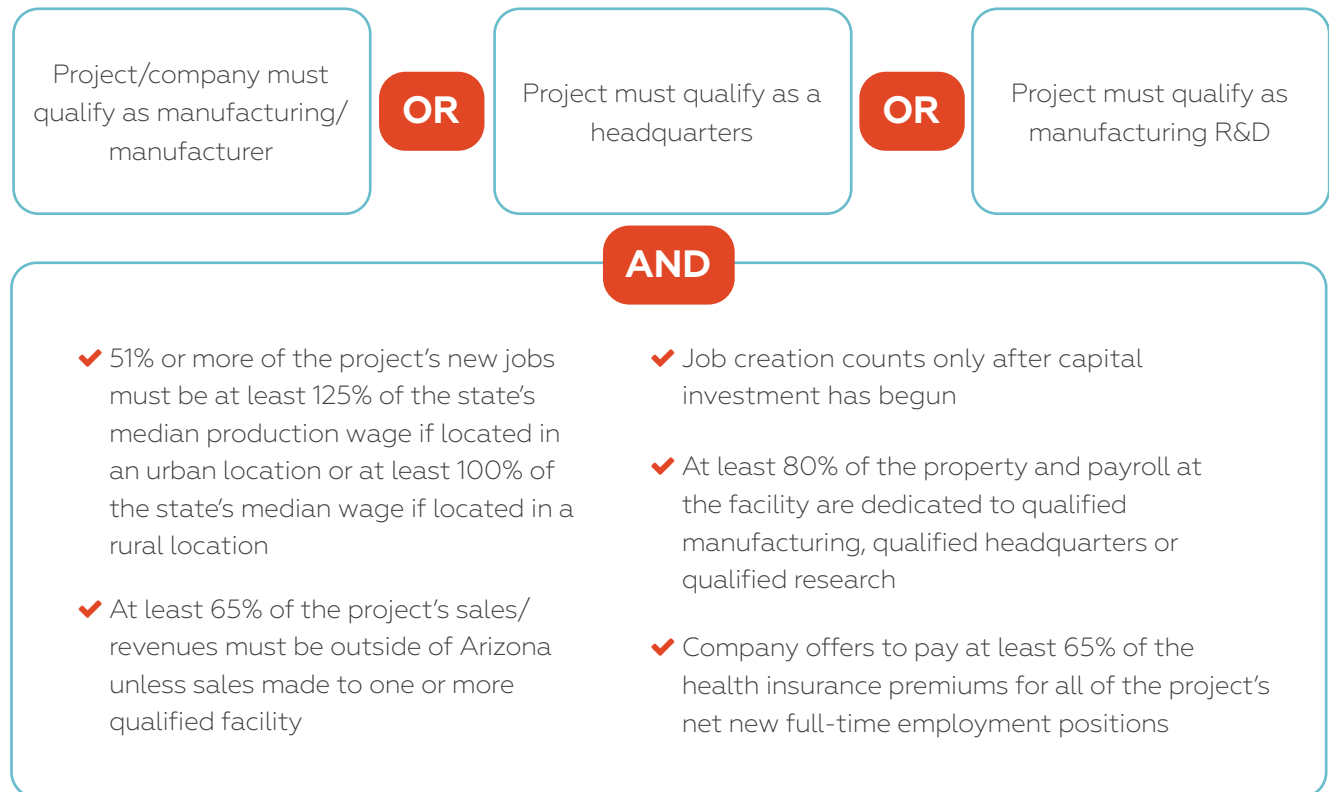 Project/company must
qualify as manufacturing/
manufacturer
OR
Project must qualify as a
headquarters
OR
Project must qualify as
manufacturing R&D
AND
51% or more of the project’s new jobs
must be at least 125% of the state’s
median production wage if located in
an urban location or at least 100% of
the state’s median wage if located in a
rural location
At least 65% of the project’s sales/
revenues must be outside of Arizona
unless sales made to one or more
qualified facility
Job creation counts only after capital
investment has begun
At least 80% of the property and payroll at
the facility are dedicated to qualified
manufacturing, qualified headquarters or
qualified research
Company offers to pay at least 65% of the
health insurance premiums for all of the project’s
net new full-time employment positions